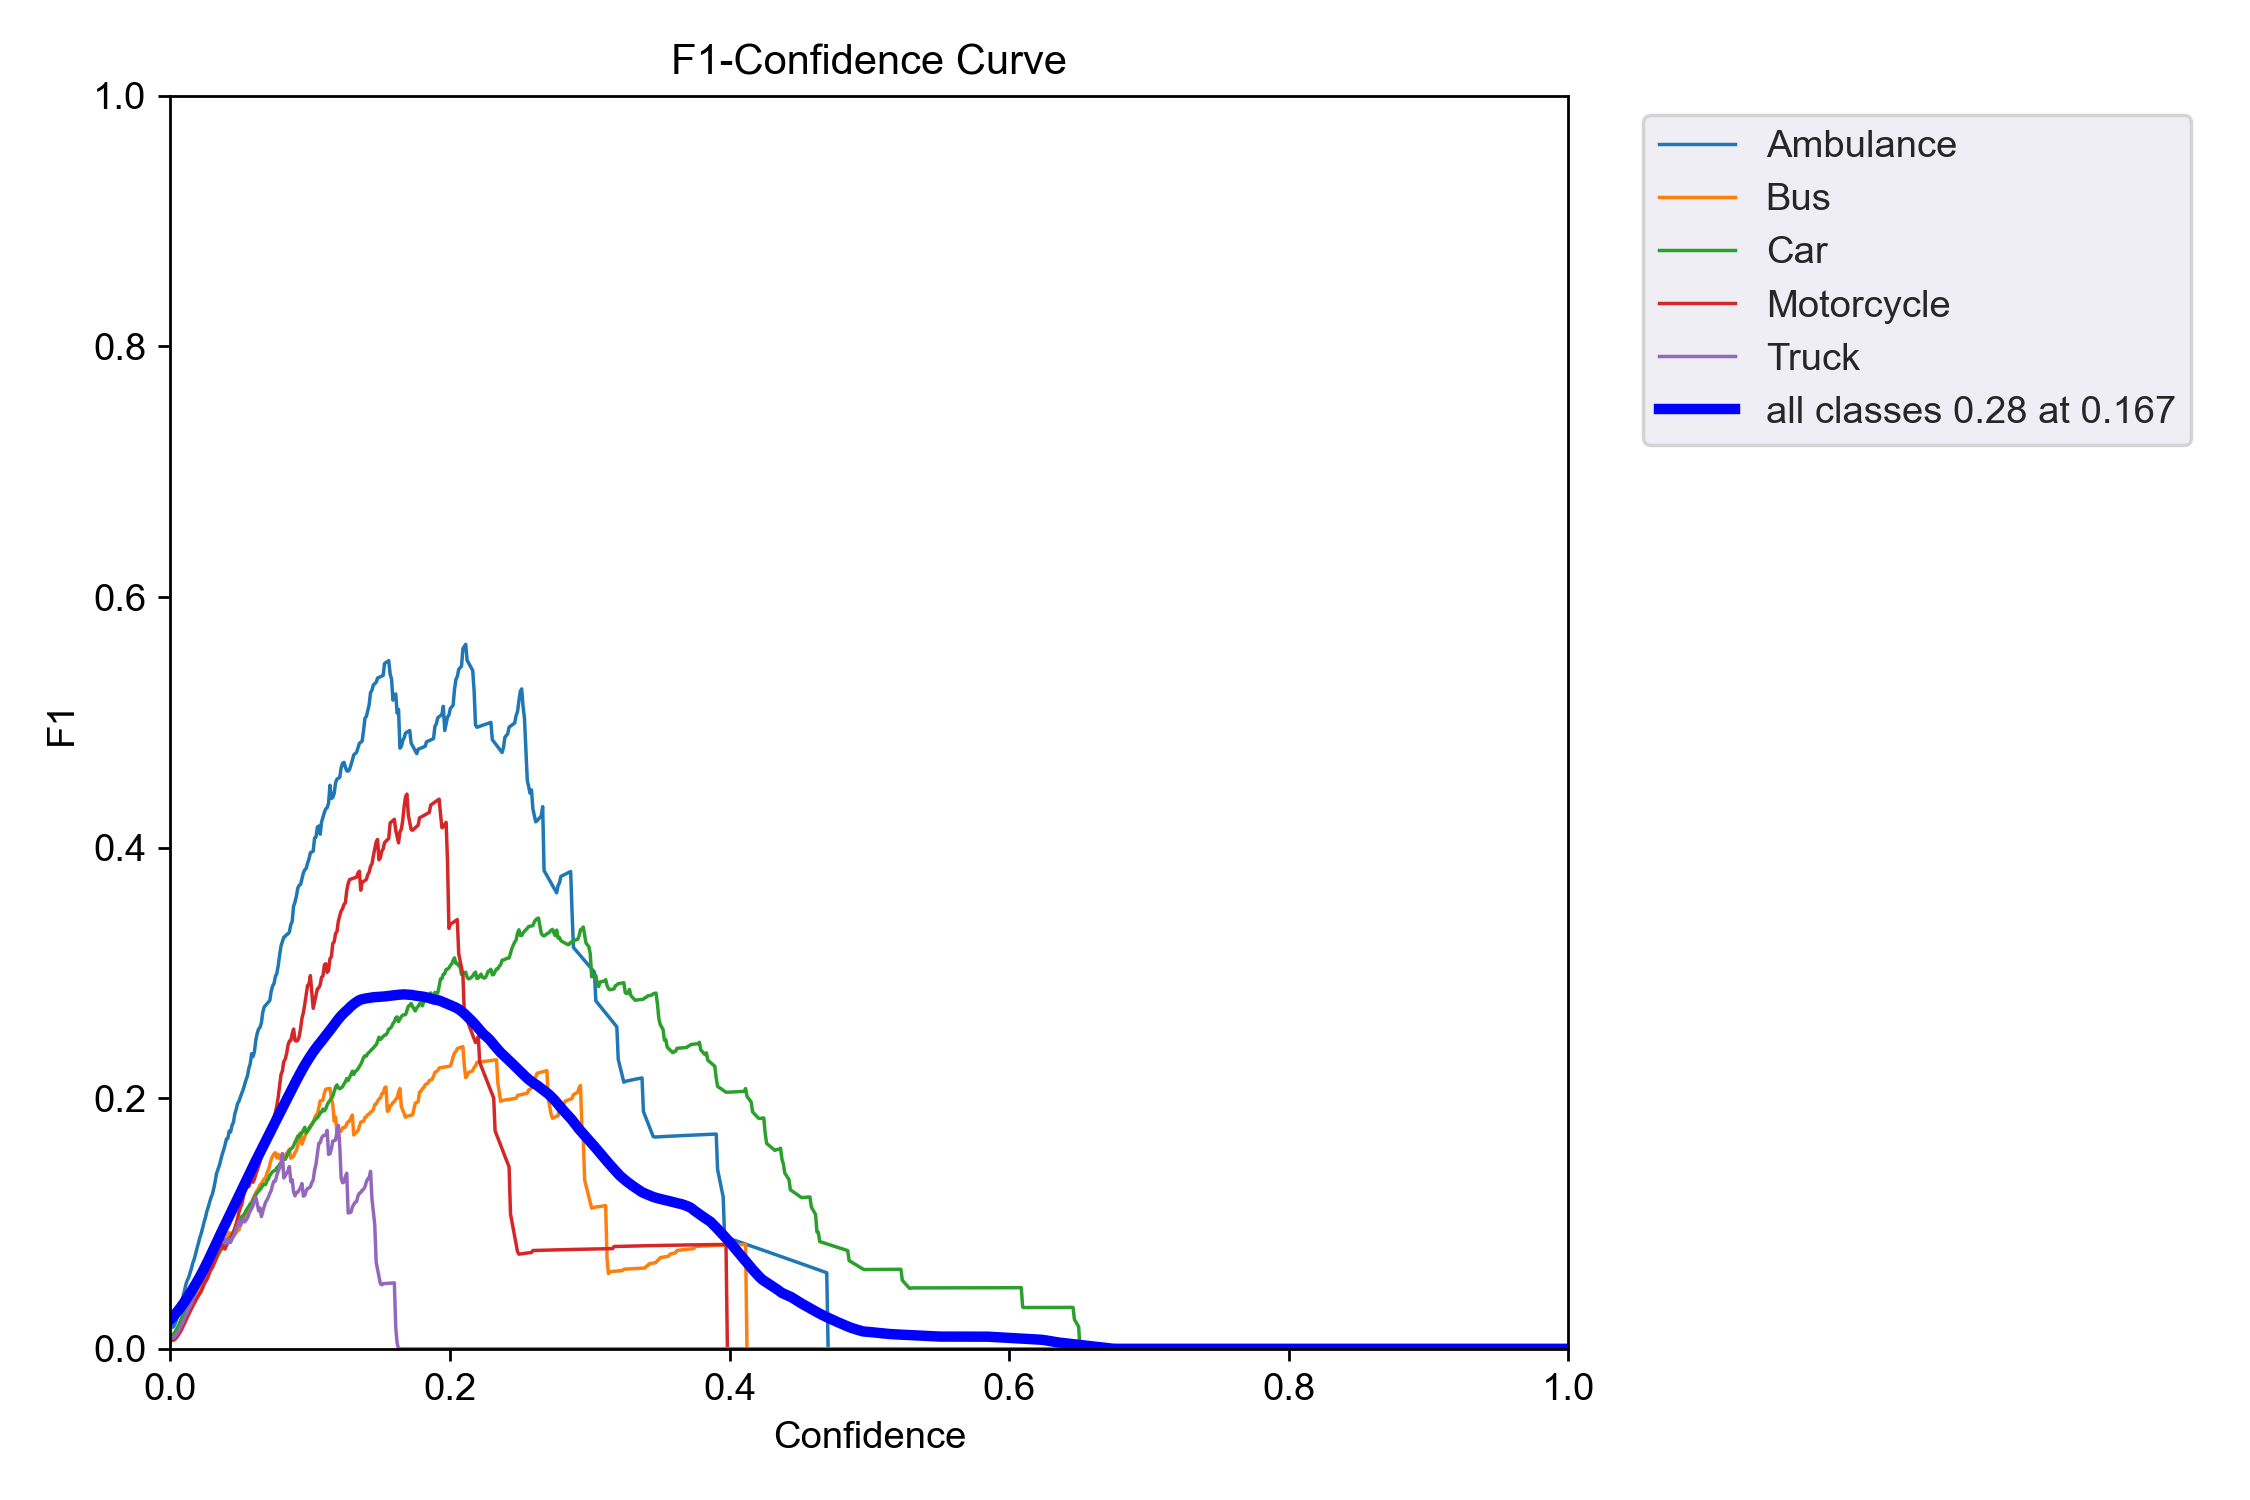 F1-Confidence Curve
1.0
0.8
0.6
0.4
0.2
0.0
F1
0.0 0.2 0.4 0.6 0.8 1.0
Confidence
Ambulance
Bus
Car
Motorcycle
Truck
all classes 0.28 at 0.167